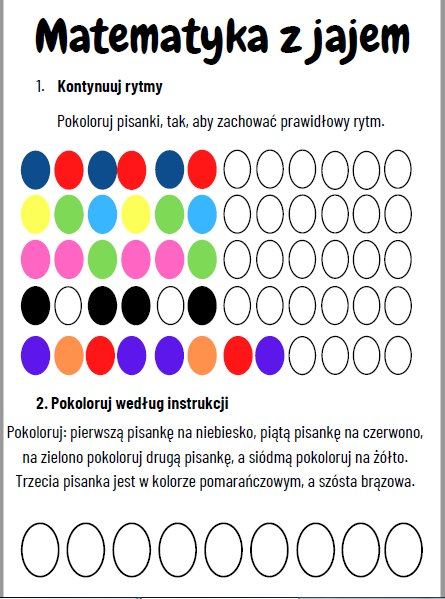 Matematyka z jajem
1. Kontynuuj rytmy
Pokoloruj pisanki, tak, aby zachować prawidłowy rytm.
2. Pokoloruj według instrukcji
Pokoloruj: pierwszą pisankę na niebiesko, piątą pisankę na czerwono,
na zielono pokoloruj drugą pisankę, a siódmą pokoloruj na żółto.
Trzecia pisanka jest w kolorze pomarańczowym, a szósta brązowa.